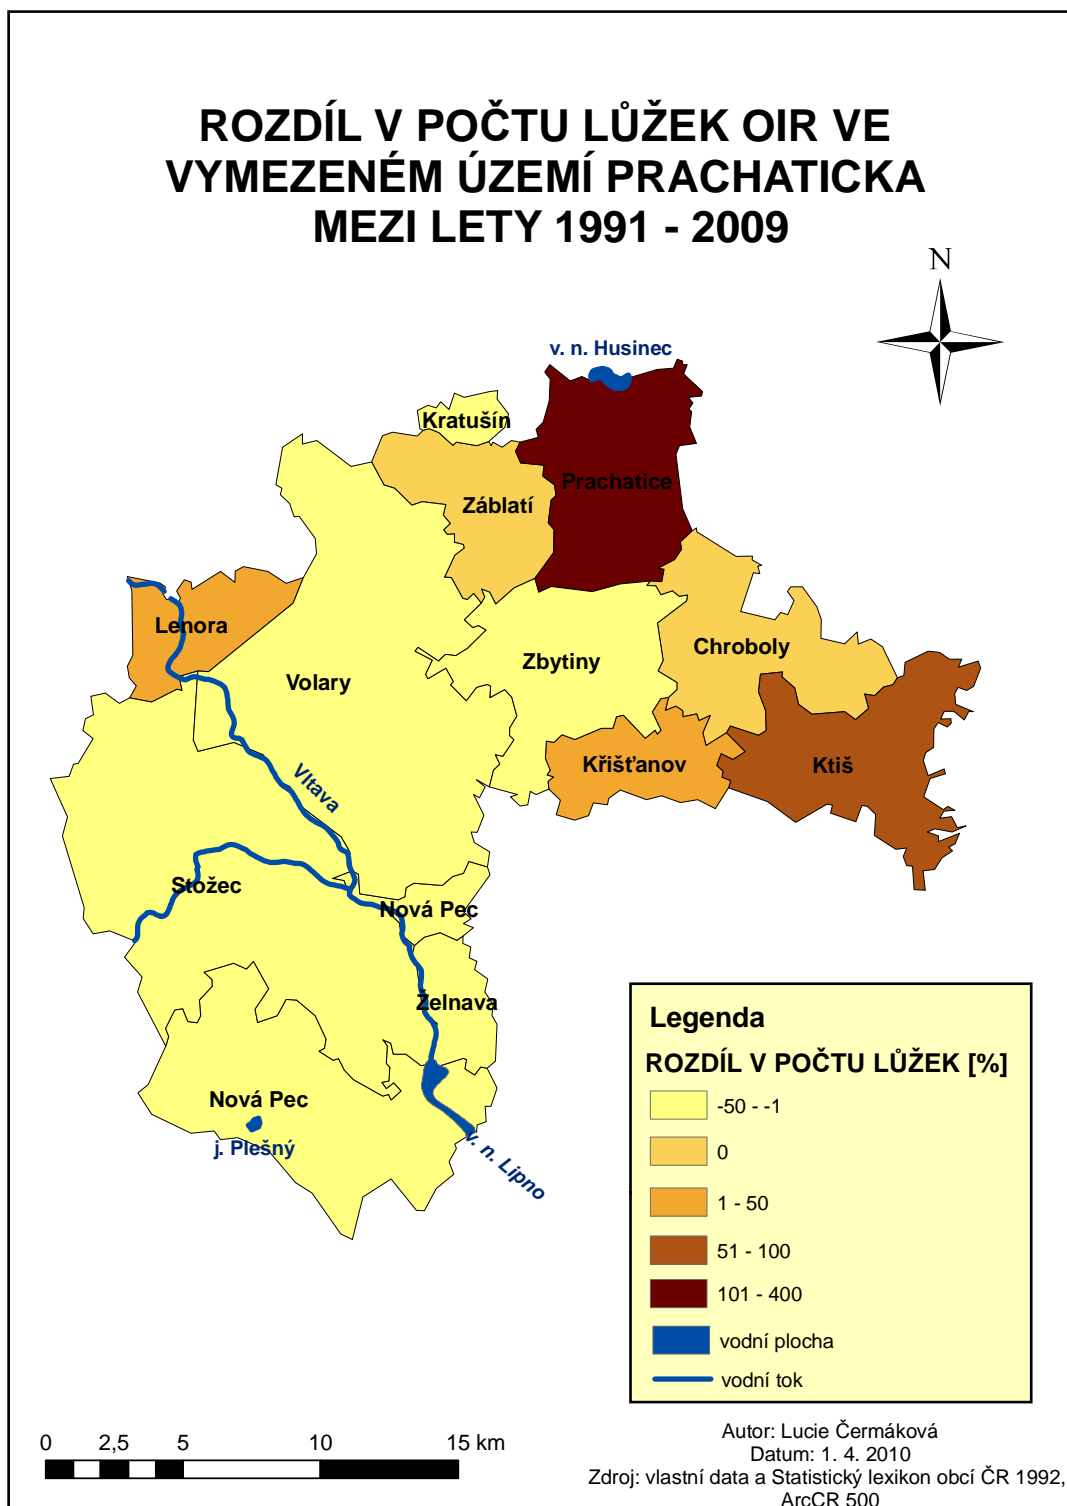 ROZDÍL V POČTU LŮŽEK OIR VE
VYMEZENÉM ÚZEMÍ PRACHATICKA
MEZI LETY 1991 - 2009
N
v. n. Husinec
Kratušín
Prachatice
Záblatí
Lenora
Zbytiny
Chroboly
Volary
Křišťanov
Ktiš
Vltava
Stožec
Nová Pec
Želnava
Nová Pec
j. Plešný
v. n. Lipno
Legenda
ROZDÍL V POČTU LŮŽEK [%]
-50 - -1
0
1 - 50
51 - 100
101 - 400
vodní plocha
vodní tok
0 2,5 5 10 15 km
Autor: Lucie Čermáková
Datum: 1. 4. 2010
Zdroj: vlastní data a Statistický lexikon obcí ČR 1992,
ArcCR 500